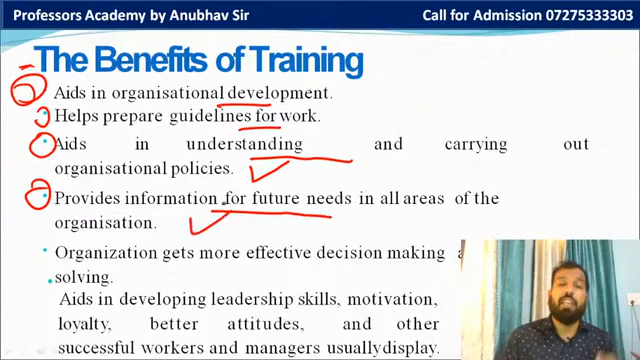 Professors Academy by Anubhav Sir
Call for Admission 07275333303
The Benefits of Training
Aids in organisational development.
Helps prepare guidelines for work.
Aids in understanding and carrying out
organisational policies.
Provides information for future needs in all areas of the
organisation.
Organization gets more effective decision making
solving.
Aids in developing leadership skills, motivation,
loyalty, better attitudes, and other
successful workers and managers usuallydisplay.